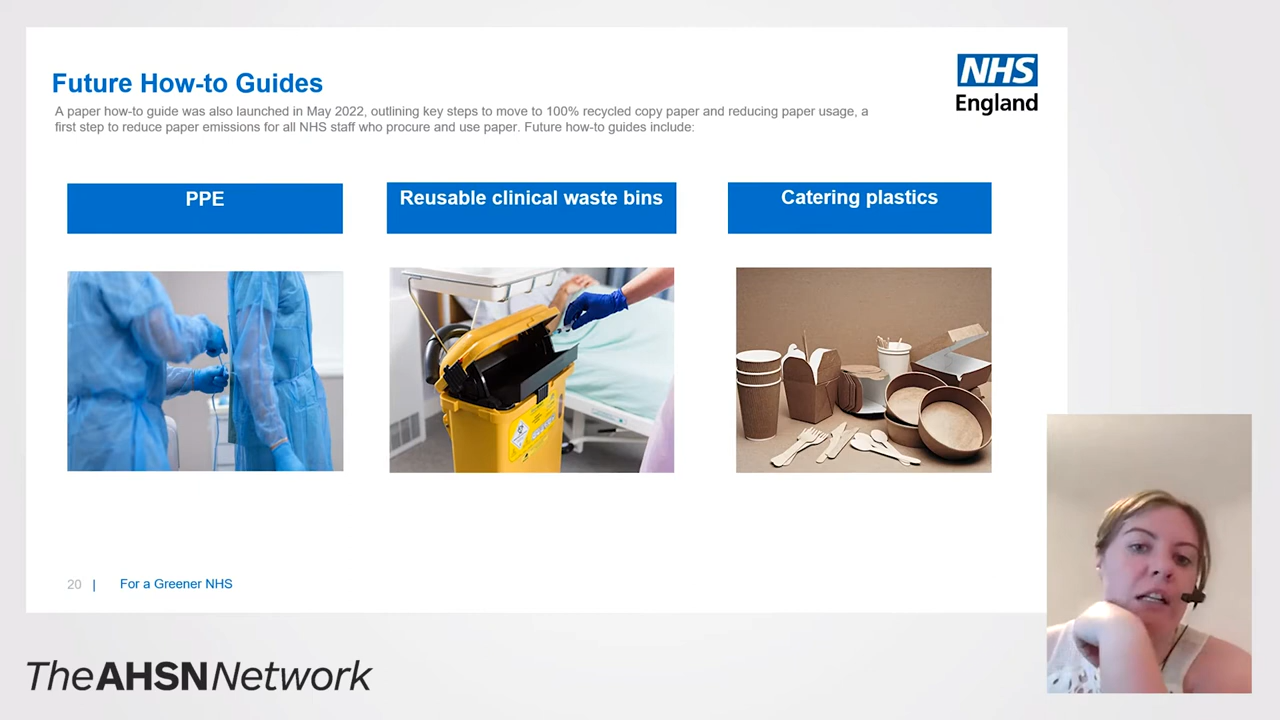 Future How-to Guides
NHS
England
A paper how-to guide was also launched in May 2022, outlining key steps to move to 100% recycled copy paper and reducing paper usage, a
first step to reduce paper emissions for all NHS staff who procure and use paper. Future how-to guides include:
PPE
Reusable clinical waste bins
Catering plastics
20 | For a Greener NHS
The AHSN Network